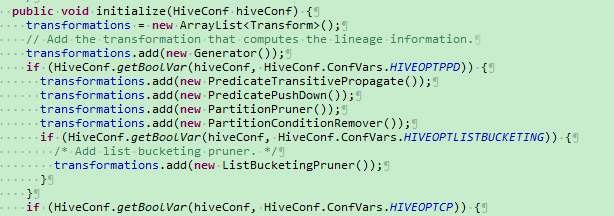 public void initialize(HiveConf hiveConf) {
transformations = new ArrayList<Transform>();
// Add the transformation that computes the lineage information.
transformations.add(new Generator());
if (HiveConf.getBoolVar(hiveConf, HiveConf.ConfVars.HIVEOPTPPD)) {
transformations.add(new PredicateTransitivePropagate());
transformations.add(new PredicatePushDown());
transformations.add(new PartitionPruner());
transformations.add(new PartitionConditionRemover());
if (HiveConf.getBoolVar(hiveConf, HiveConf.ConfVars.HIVEOPTLISTBUCKETING)) {
/* Add list bucketing pruner. */
transformations.add(new ListBucketingPruner());
}
}
if (HiveConf.getBoolVar(hiveConf, HiveConf.ConfVars.HIVEOPTCP)) {